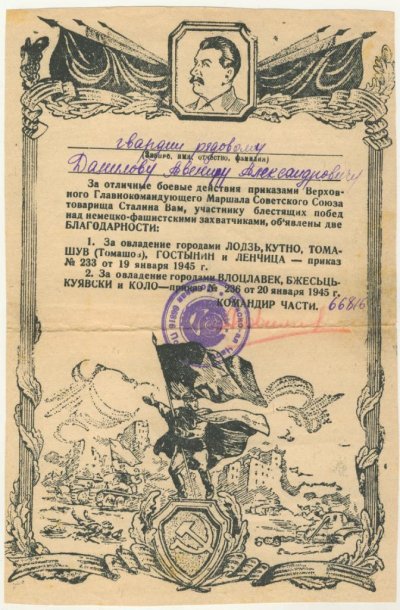 гвардии рядовому
Данилову Авениру Александровичу
(Звание, имя, отчество, фамилия)
За отличные боевые действия приказами Верхов-
ного Главнокомандующего Маршала Советского Союза
товарища Сталина Вам, участнику блестящих побед
над немецко-фашистскими захватчиками, об'явлены две
БЛАГОДАРНОСТИ:
1. За овладение городами ЛОДЗЬ, КУТНО, ТОМА-
ШУВ (Томашов), ГОСТЫНИН и ЛЕНЧИЦА — приказ
№ 233 от 19 января 1945 г.
2. За овладение городами ВЛОЦЛАВЕК, БЖЕСЬЦЬ-
КУЯВСКИ и КОЛО—приказ № 236 от 20 января 1945 г.
КОМАНДИР ЧАСТИ. 66816